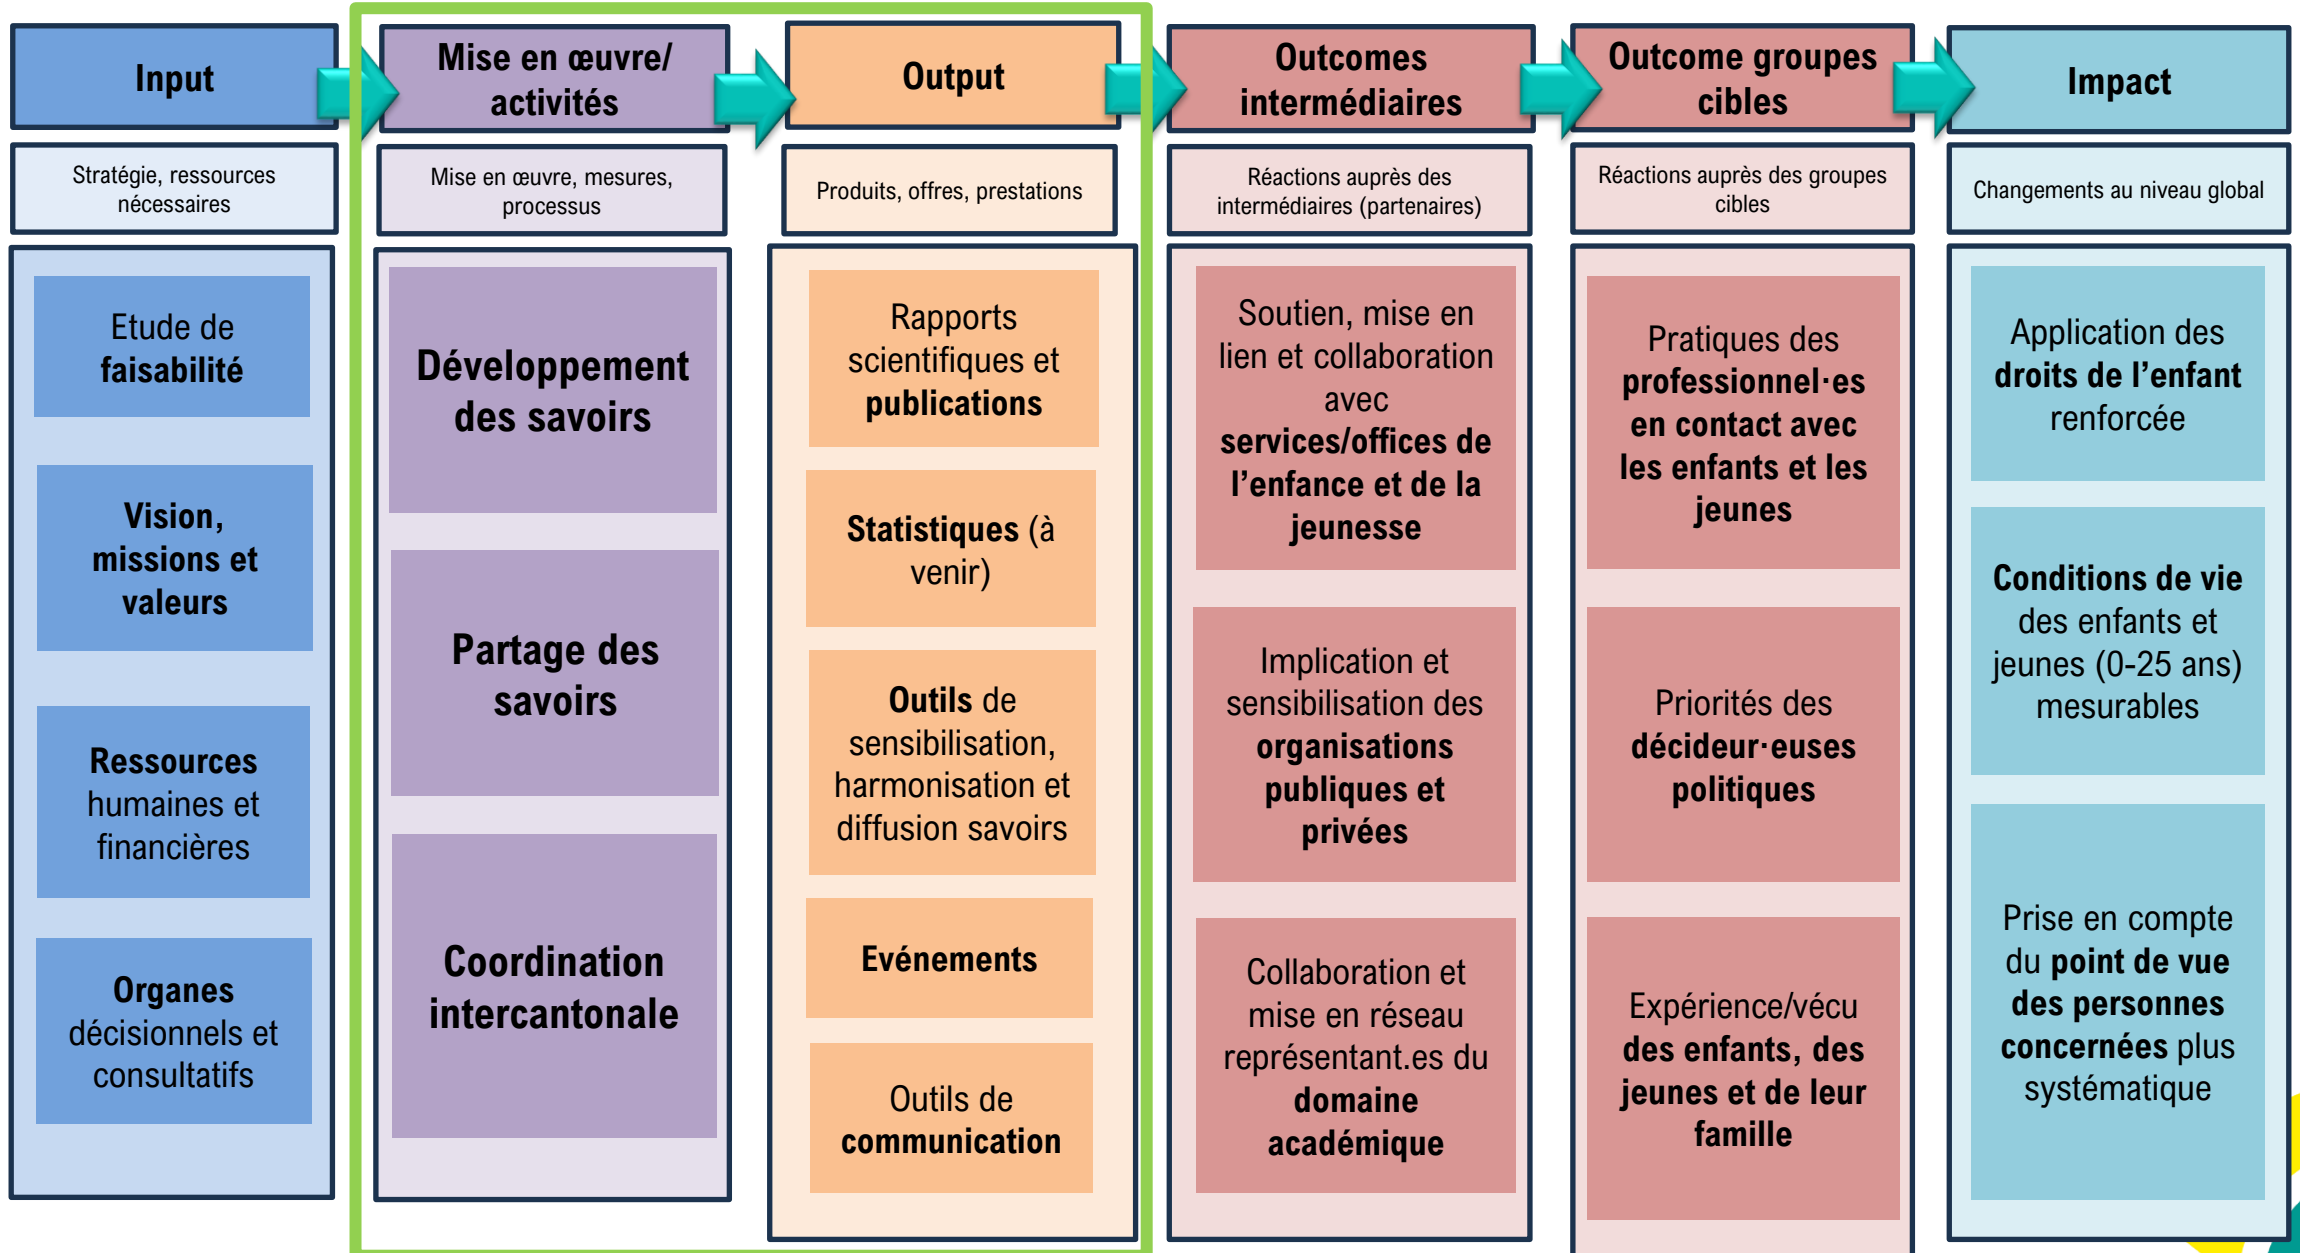 Input
Mise en œuvre/
activités
Output
Outcomes
intermédiaires
Outcome groupes
cibles
Impact
Stratégie, ressources
nécessaires
Mise en œuvre, mesures,
processus
Produits, offres, prestations
Réactions auprès des
intermédiaires (partenaires)
Réactions auprès des groupes
cibles
Changements au niveau global
Etude de
faisabilité
Vision,
missions et
valeurs
Ressources
humaines et
financières
Organes
décisionnels et
consultatifs
Développement
des savoirs
Partage des
savoirs
Coordination
intercantonale
Rapports
scientifiques et
publications
Statistiques (à
venir)
Outils de
sensibilisation,
harmonisation et
diffusion savoirs
Evénements
Outils de
communication
Soutien, mise en
lien et collaboration
avec
services/offices de
l’enfance et de la
jeunesse
Implication et
sensibilisation des
organisations
publiques et
privées
Collaboration et
mise en réseau
représentant.es du
domaine
académique
Pratiques des
professionnel·es
en contact avec
les enfants et les
jeunes
Priorités des
décideur·euses
politiques
Expérience/vécu
des enfants, des
jeunes et de leur
famille
Application des
droits de l’enfant
renforcée
Conditions de vie
des enfants et
jeunes (0-25 ans)
mesurables
Prise en compte
du point de vue
des personnes
concernées plus
systématique